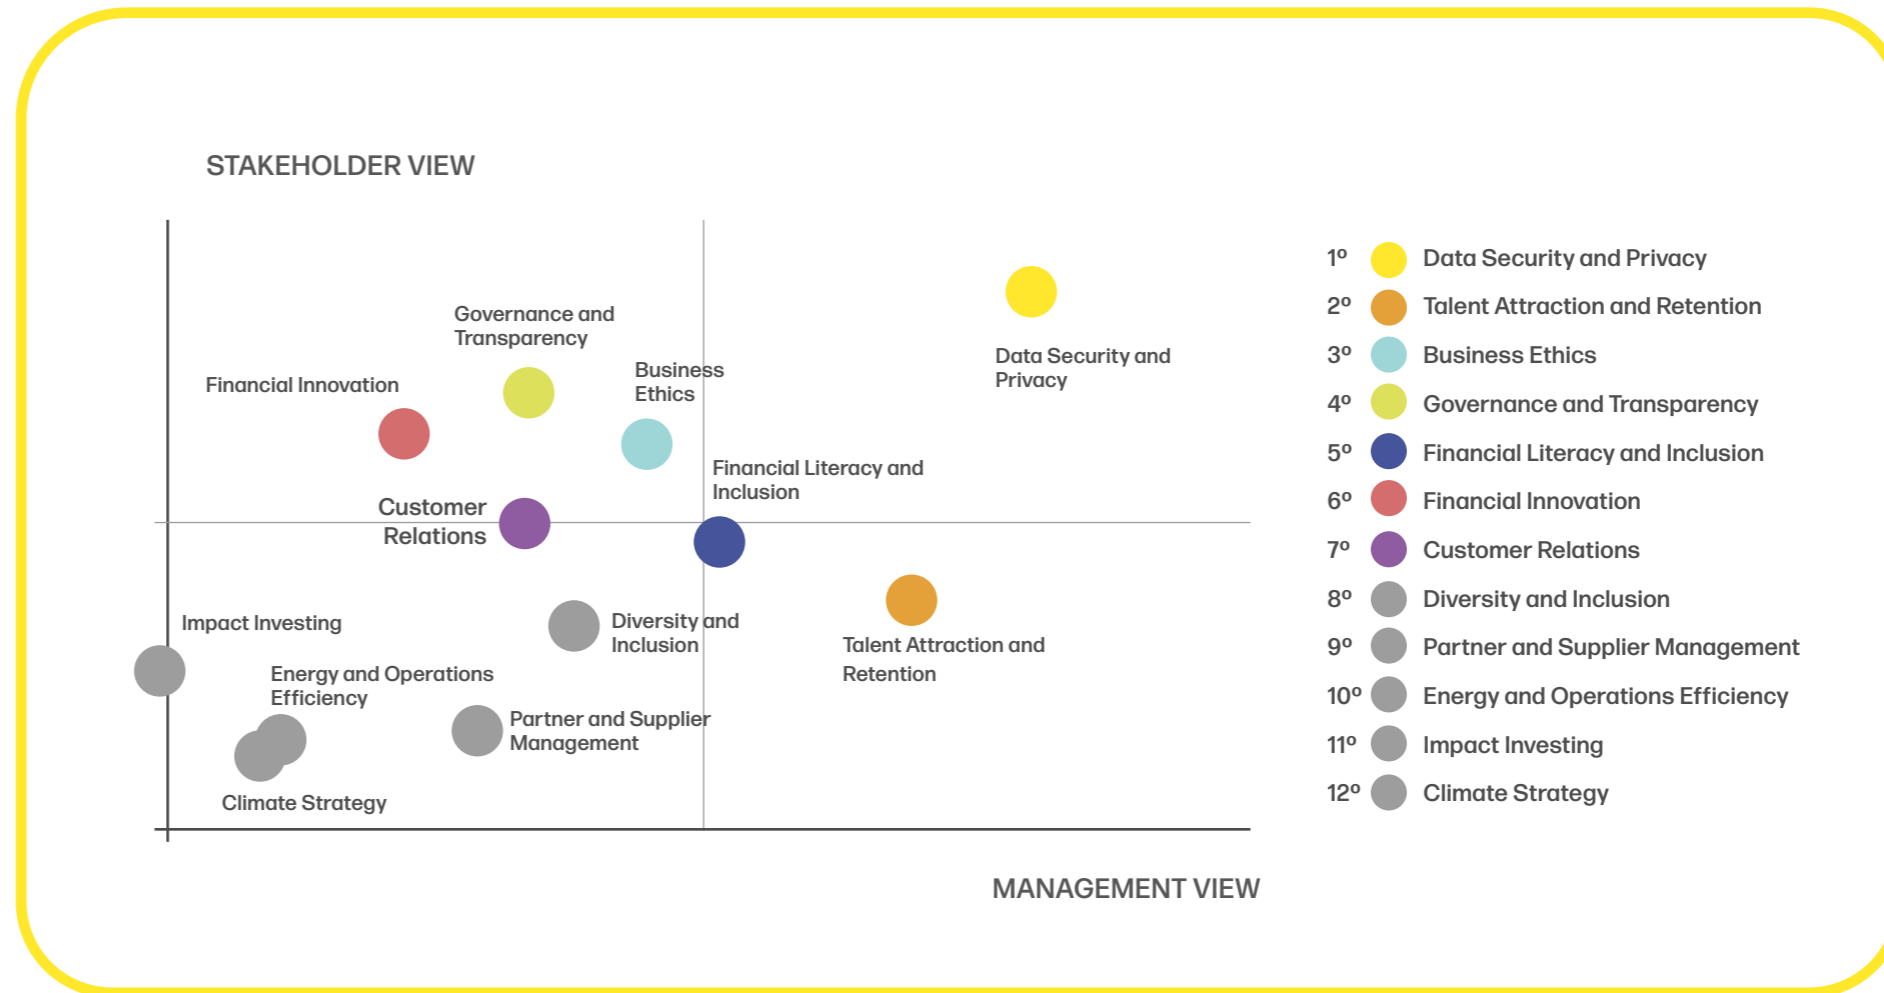 STAKEHOLDER VIEW
Governance and
Transparency
Financial Innovation
Business
Ethics
Data Security and
Privacy
Financial Literacy and
Inclusion
Customer
Relations
Impact Investing
Diversity and
Inclusion
Talent Attraction and
Retention
Energy and Operations
Efficiency
Partner and Supplier
Management
Climate Strategy
MANAGEMENT VIEW
1º Data Security and Privacy
2º Talent Attraction and Retention
3º Business Ethics
4º Governance and Transparency
5º Financial Literacy and Inclusion
6º Financial Innovation
7º Customer Relations
8º Diversity and Inclusion
9º Partner and Supplier Management
10º Energy and Operations Efficiency
11º Impact Investing
12º Climate Strategy